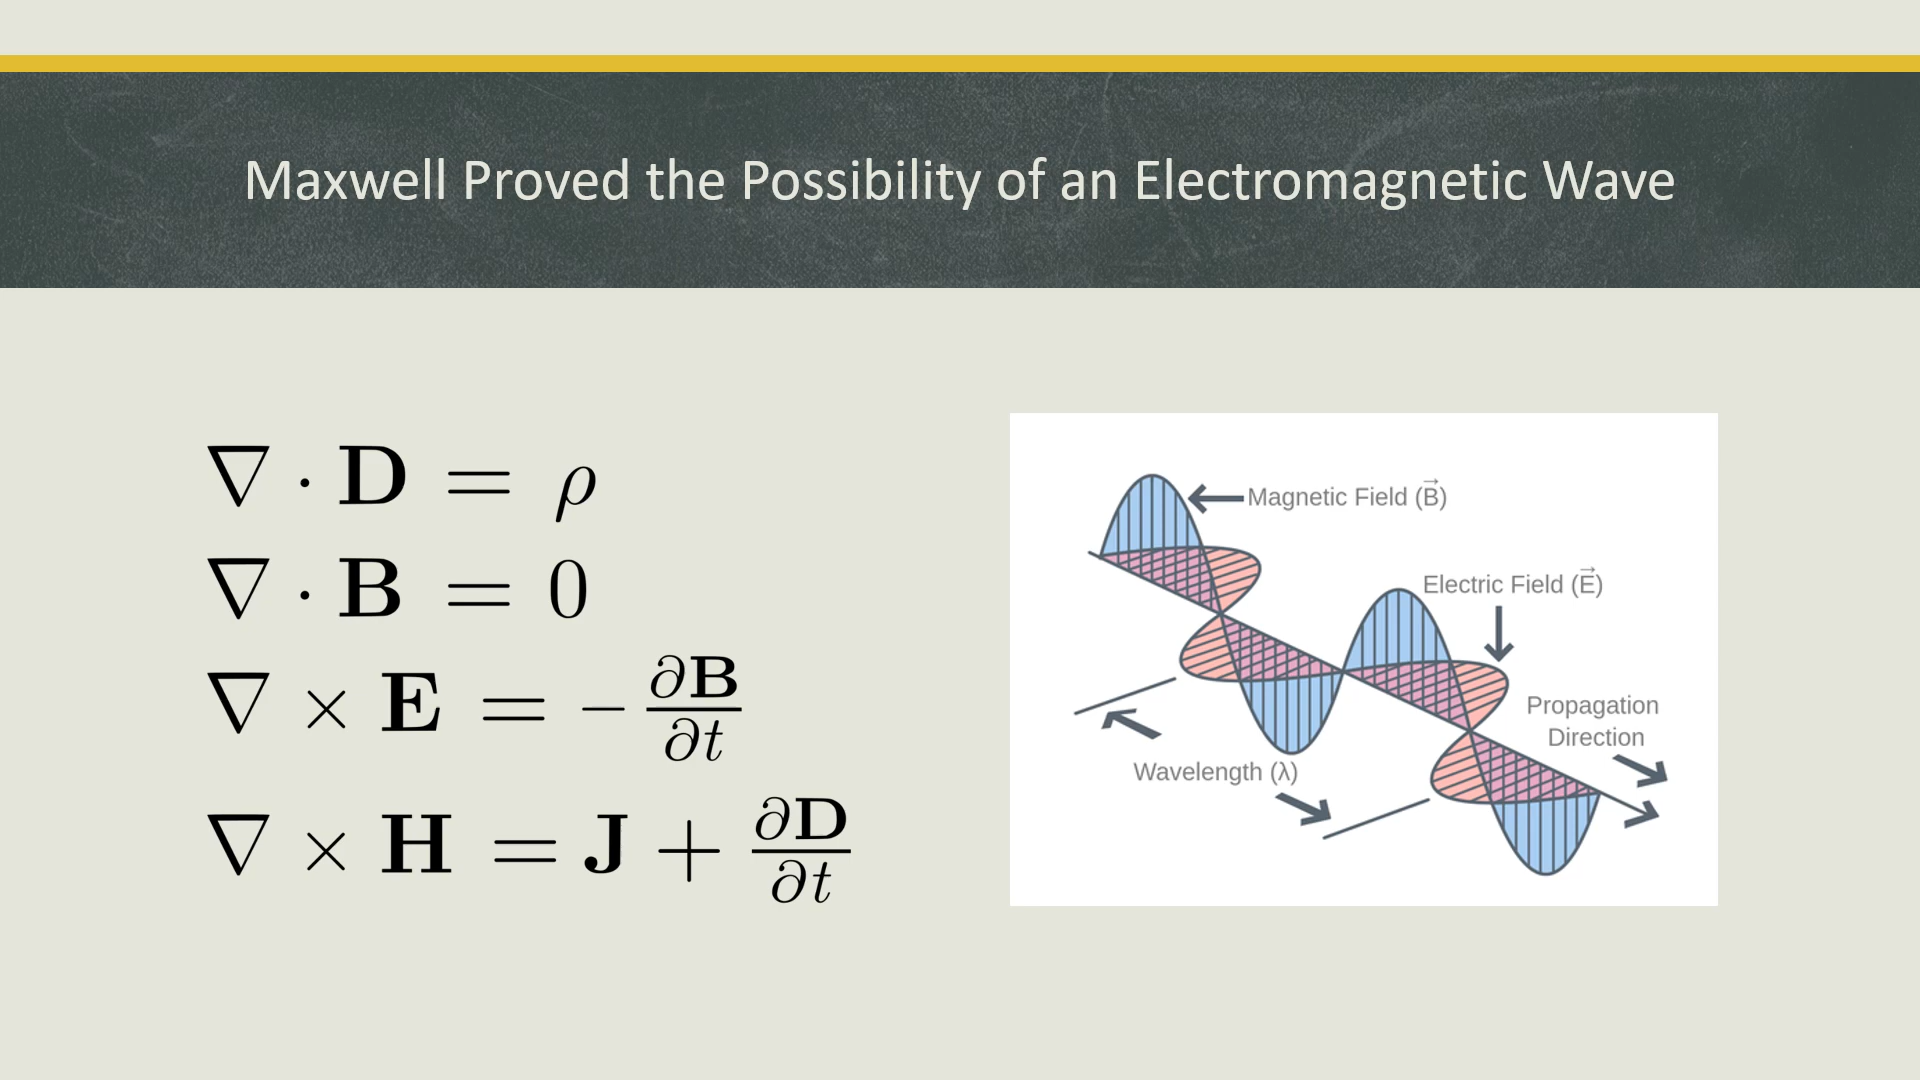 Maxwell Proved the Possibility of an Electromagnetic Wave
∇ · D = ρ
∇ · B = 0
∇ × E = − ∂B/∂t
∇ × H = J + ∂D/∂t
Magnetic Field (B⃗)
Electric Field (E⃗)
Propagation
Direction
Wavelength (λ)